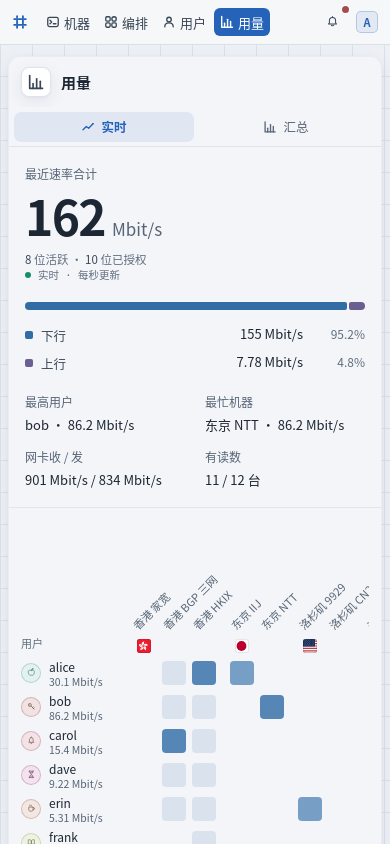 机器 编排 用户 用量 A
用量
实时 汇总
最近速率合计
162 Mbit/s
8 位活跃 · 10 位已授权
实时 · 每秒更新
下行 155 Mbit/s 95.2%
上行 7.78 Mbit/s 4.8%
最高用户 最忙机器
bob · 86.2 Mbit/s 东京 NTT · 86.2 Mbit/s
网卡收 / 发 有读数
901 Mbit/s / 834 Mbit/s 11 / 12 台
香港 家宽 香港 BGP 三网 香港 HKIX 东京 IIJ 东京 NTT 洛杉矶 9929 洛杉矶
用户
alice
30.1 Mbit/s
bob
86.2 Mbit/s
carol
15.4 Mbit/s
dave
9.22 Mbit/s
erin
5.31 Mbit/s
frank